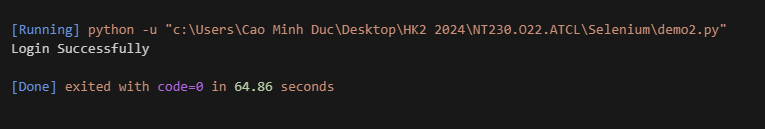 [Running] python -u "c:\Users\Cao Minh Duc\Desktop\HK2 2024\NT230.O22.ATCL\Selenium\demo2.py"
Login Successfully
[Done] exited with code=0 in 64.86 seconds